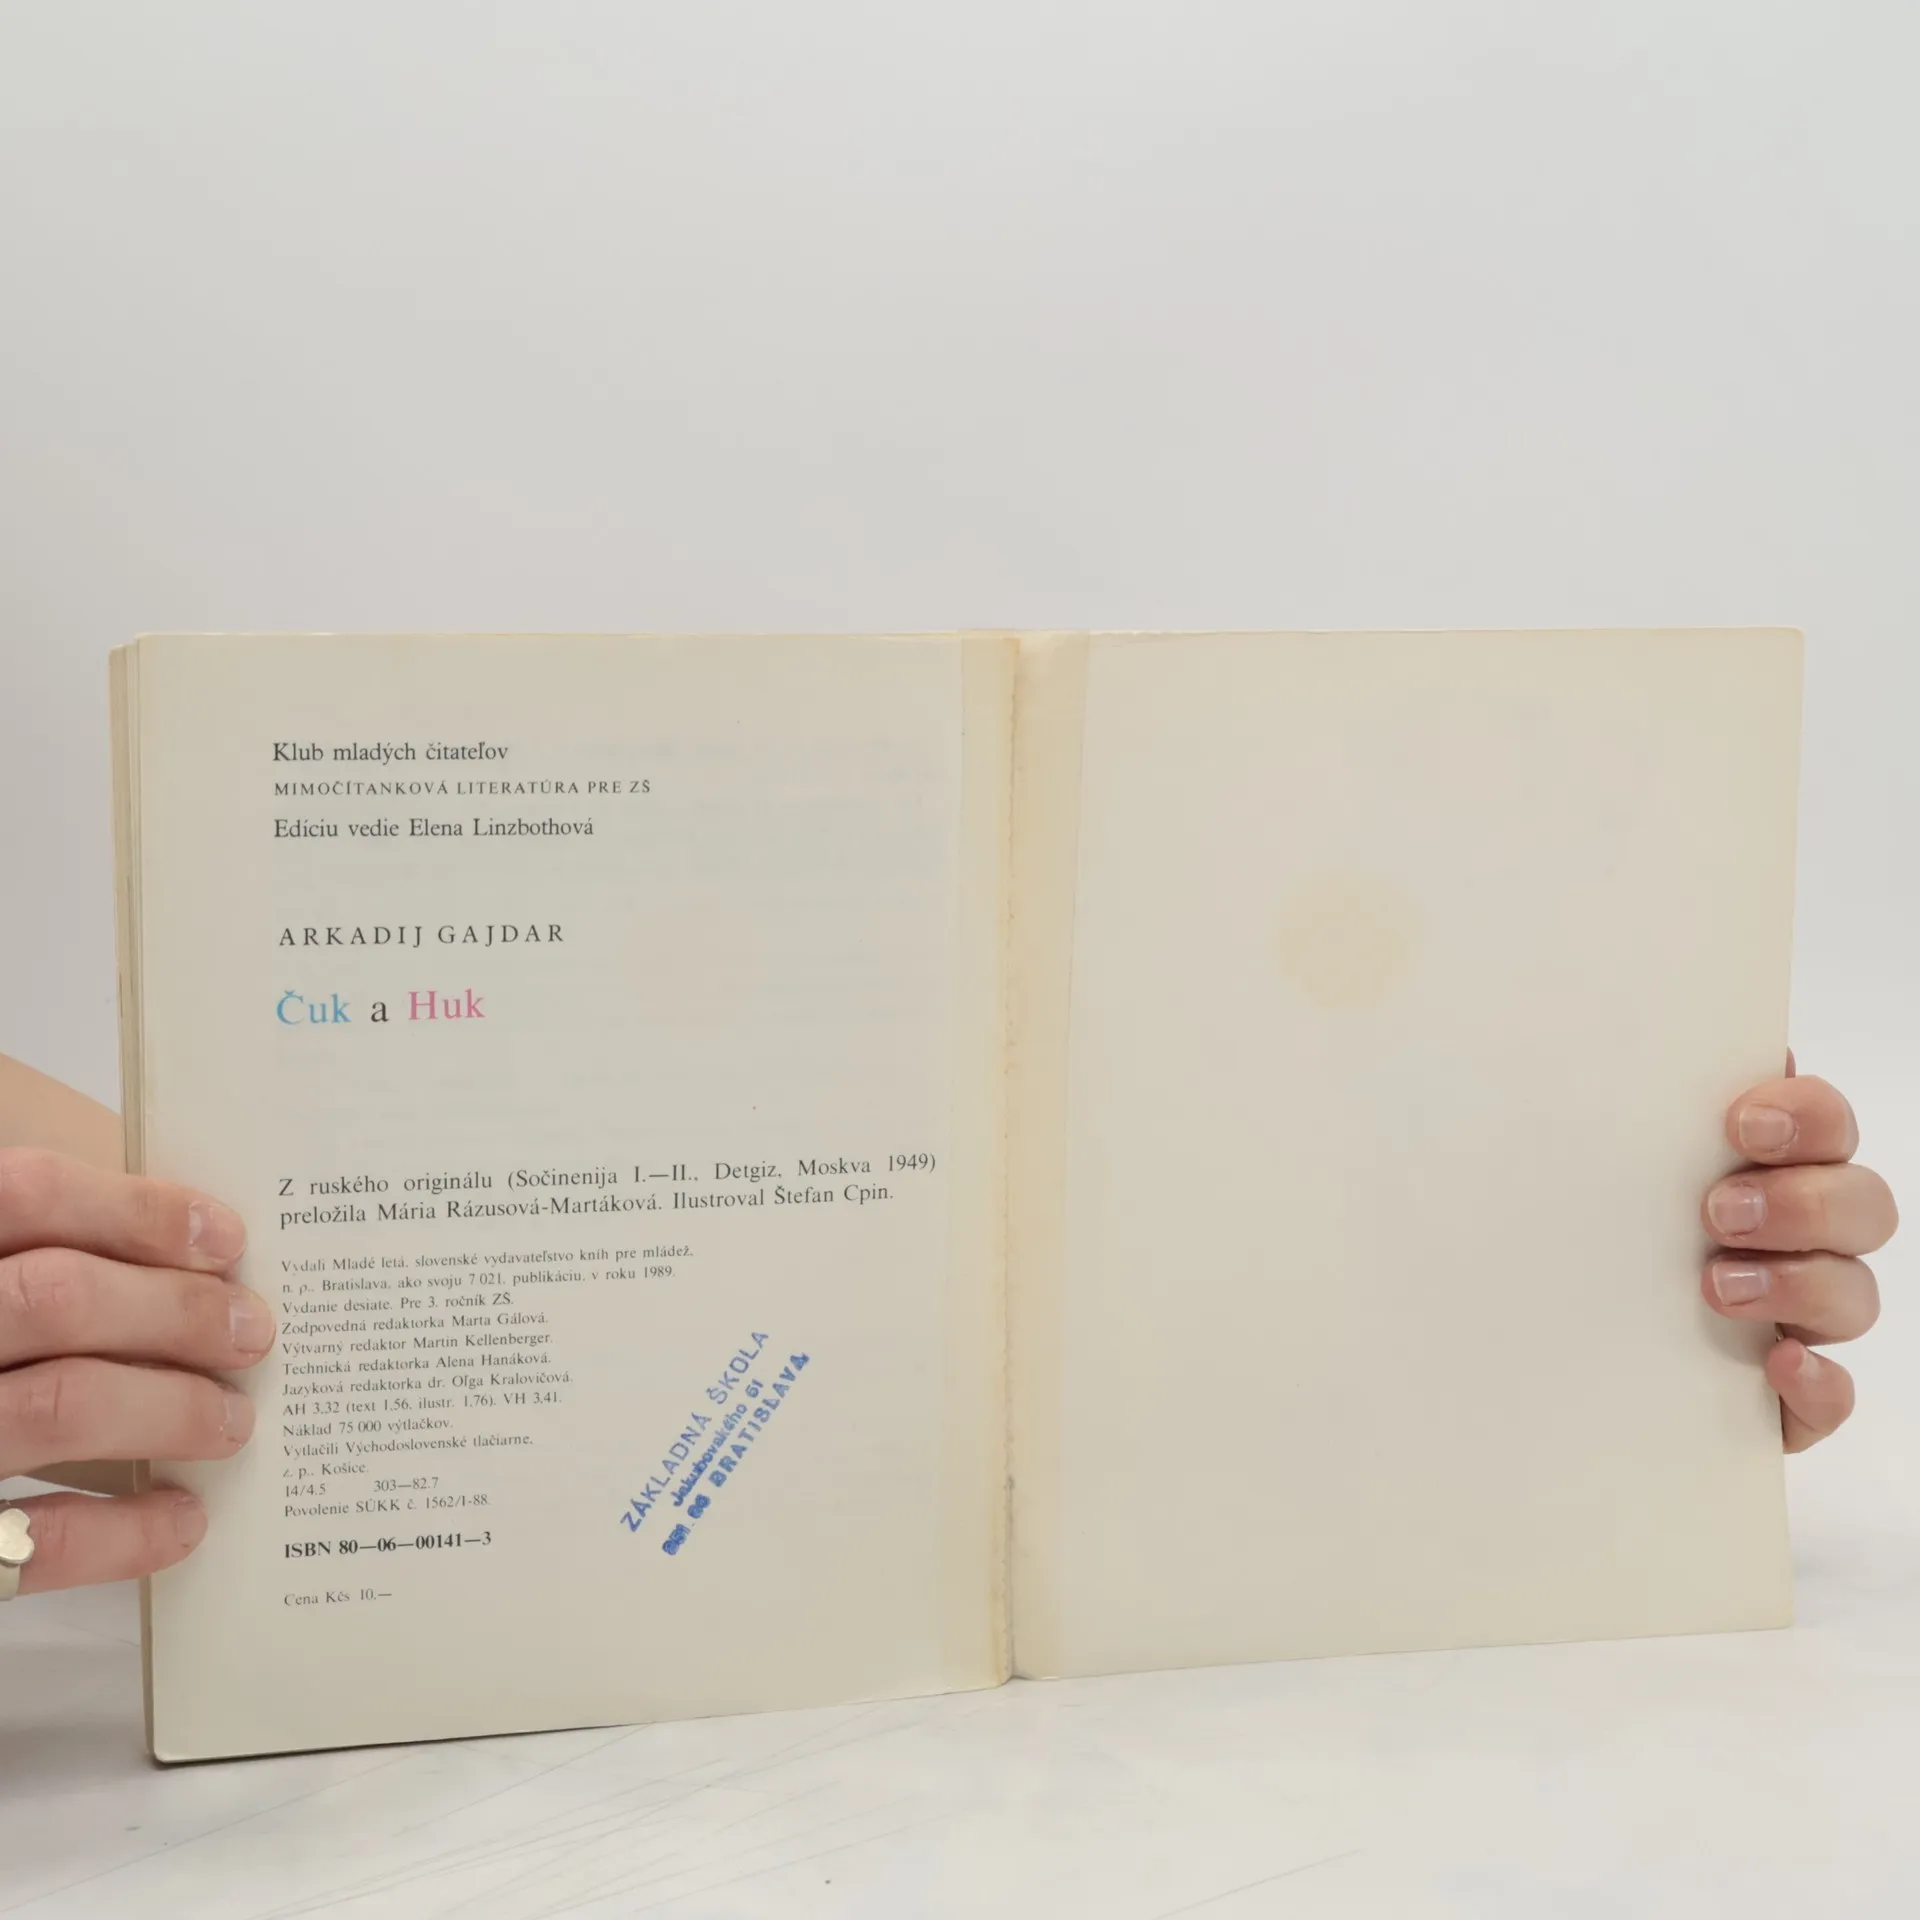 Klub mladých čitateľov
MIMOČÍTANKOVÁ LITERATÚRA PRE ZŠ
Edíciu vedie Elena Linzbothová
ARKADIJ GAJDAR
Čuk a Huk
Z ruského originálu (Sočinenija I.—II., Detgiz, Moskva 1949)
preložila Mária Rázusová-Martáková. Ilustroval Štefan Cpin.
Vydali Mladé letá, slovenské vydavateľstvo kníh pre mládež,
n. p., Bratislava, ako svoju 7 021. publikáciu, v roku 1989.
Vydanie desiate. Pre 3. ročník ZŠ.
Zodpovedná redaktorka Marta Gálová.
Výtvarný redaktor Martin Kellenberger.
Technická redaktorka Alena Hanáková.
Jazyková redaktorka dr. Oľga Kralovičová.
AH 3,32 (text 1,56, ilustr. 1,76). VH 3,41.
Náklad 75 000 výtlačkov.
Vytlačili Východoslovenské tlačiarne,
z. p., Košice.
14/4.5 303—82.7
Povolenie SÚKK č. 1562/I-88.
ISBN 80—06—00141—3
Cena Kčs 10,—
ZÁKLADNÁ ŠKOLA
Jakubovského 61
BRATISLAVA